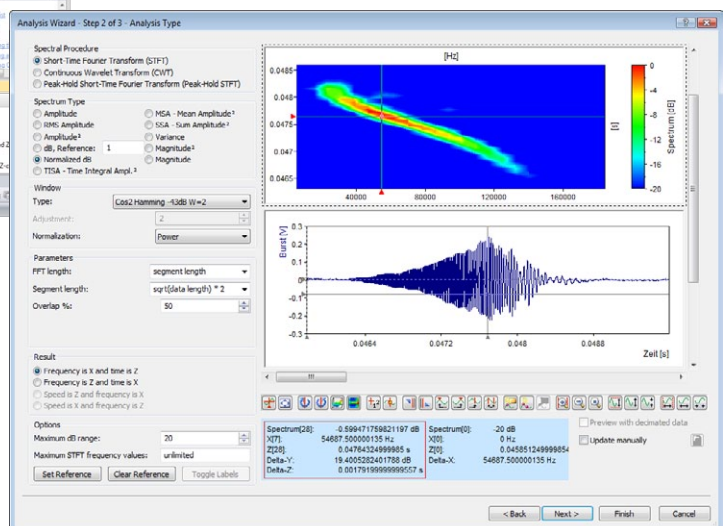 Analysis Wizard - Step 2 of 3 - Analysis Type
Spectral Procedure
Short-Time Fourier Transform (STFT)
Continuous Wavelet Transform (CWT)
Peak-Hold Short-Time Fourier Transform (Peak-Hold STFT)
Spectrum Type
Amplitude
MSA - Mean Amplitude²
RMS Amplitude
SSA - Sum Amplitude²
Amplitude²
Variance
dB, Reference: 1
Magnitude²
Normalized dB
Magnitude
TISA - Time Integral Ampl.²
Window
Type: Cos2 Hamming -43dB W=2
Adjustment: 2
Normalization: Power
Parameters
FFT length: segment length
Segment length: sqrt(data length) * 2
Overlap %: 50
Result
Frequency is X and time is Z
Frequency is Z and time is X
Speed is Z and frequency is X
Speed is X and frequency is Z
Options
Maximum dB range: 20
Maximum STFT frequency values: unlimited
Set Reference Clear Reference Toggle Labels
[Hz]
0.0485
0.048
0.0475
0.047
0.0465
40000 80000 120000 160000
[s]
0
-4
-8
-12
-16
-20
Spectrum [dB]
Burst [V]
0.3
0.2
0.1
0.0
-0.1
-0.2
-0.3
0.0464 0.0472 0.048 0.0488
Zeit [s]
Spectrum[28]: -0.599471759821197 dB Spectrum[0]: -20 dB
X[7]: 54687.500000135 Hz X[0]: 0 Hz
Z[28]: 0.04764324999985 s Z[0]: 0.045851249999854
Delta-Y: 19.4005282401788 dB Delta-X: 54687.500000135 Hz
Delta-Z: 0.00179199999999557 s
Preview with decimated data
Update manually
< Back Next > Finish Cancel